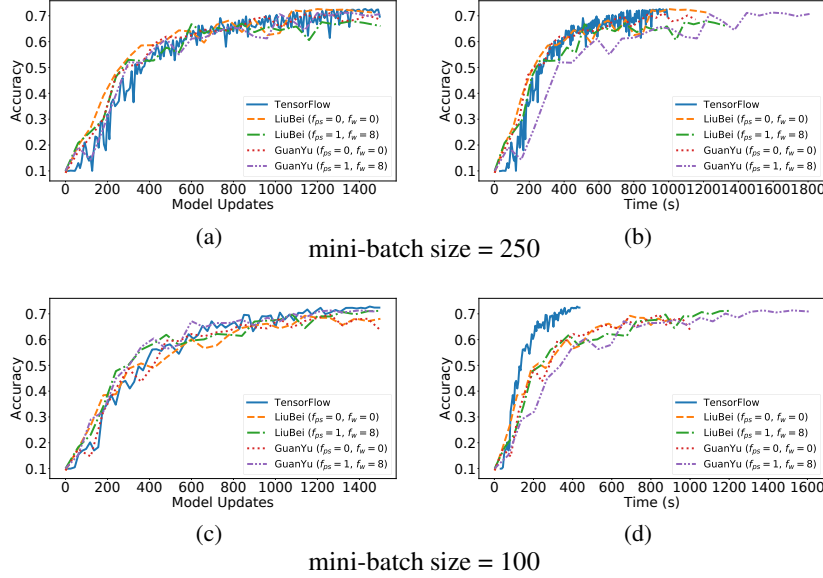 0.7
0.6
0.5
0.4
0.3
0.2
0.1
Accuracy
TensorFlow
LiuBei (f_ps = 0, f_w = 0)
LiuBei (f_ps = 1, f_w = 8)
GuanYu (f_ps = 0, f_w = 0)
GuanYu (f_ps = 1, f_w = 8)
0 200 400 600 800 1000 1200 1400
Model Updates
(a)
0.7
0.6
0.5
0.4
0.3
0.2
0.1
Accuracy
TensorFlow
LiuBei (f_ps = 0, f_w = 0)
LiuBei (f_ps = 1, f_w = 8)
GuanYu (f_ps = 0, f_w = 0)
GuanYu (f_ps = 1, f_w = 8)
0 200 400 600 800 1000 1200 1400 1600 1800
Time (s)
(b)
mini-batch size = 250
0.7
0.6
0.5
0.4
0.3
0.2
0.1
Accuracy
TensorFlow
LiuBei (f_ps = 0, f_w = 0)
LiuBei (f_ps = 1, f_w = 8)
GuanYu (f_ps = 0, f_w = 0)
GuanYu (f_ps = 1, f_w = 8)
0 200 400 600 800 1000 1200 1400
Model Updates
(c)
0.7
0.6
0.5
0.4
0.3
0.2
0.1
Accuracy
TensorFlow
LiuBei (f_ps = 0, f_w = 0)
LiuBei (f_ps = 1, f_w = 8)
GuanYu (f_ps = 0, f_w = 0)
GuanYu (f_ps = 1, f_w = 8)
0 200 400 600 800 1000 1200 1400 1600
Time (s)
(d)
mini-batch size = 100